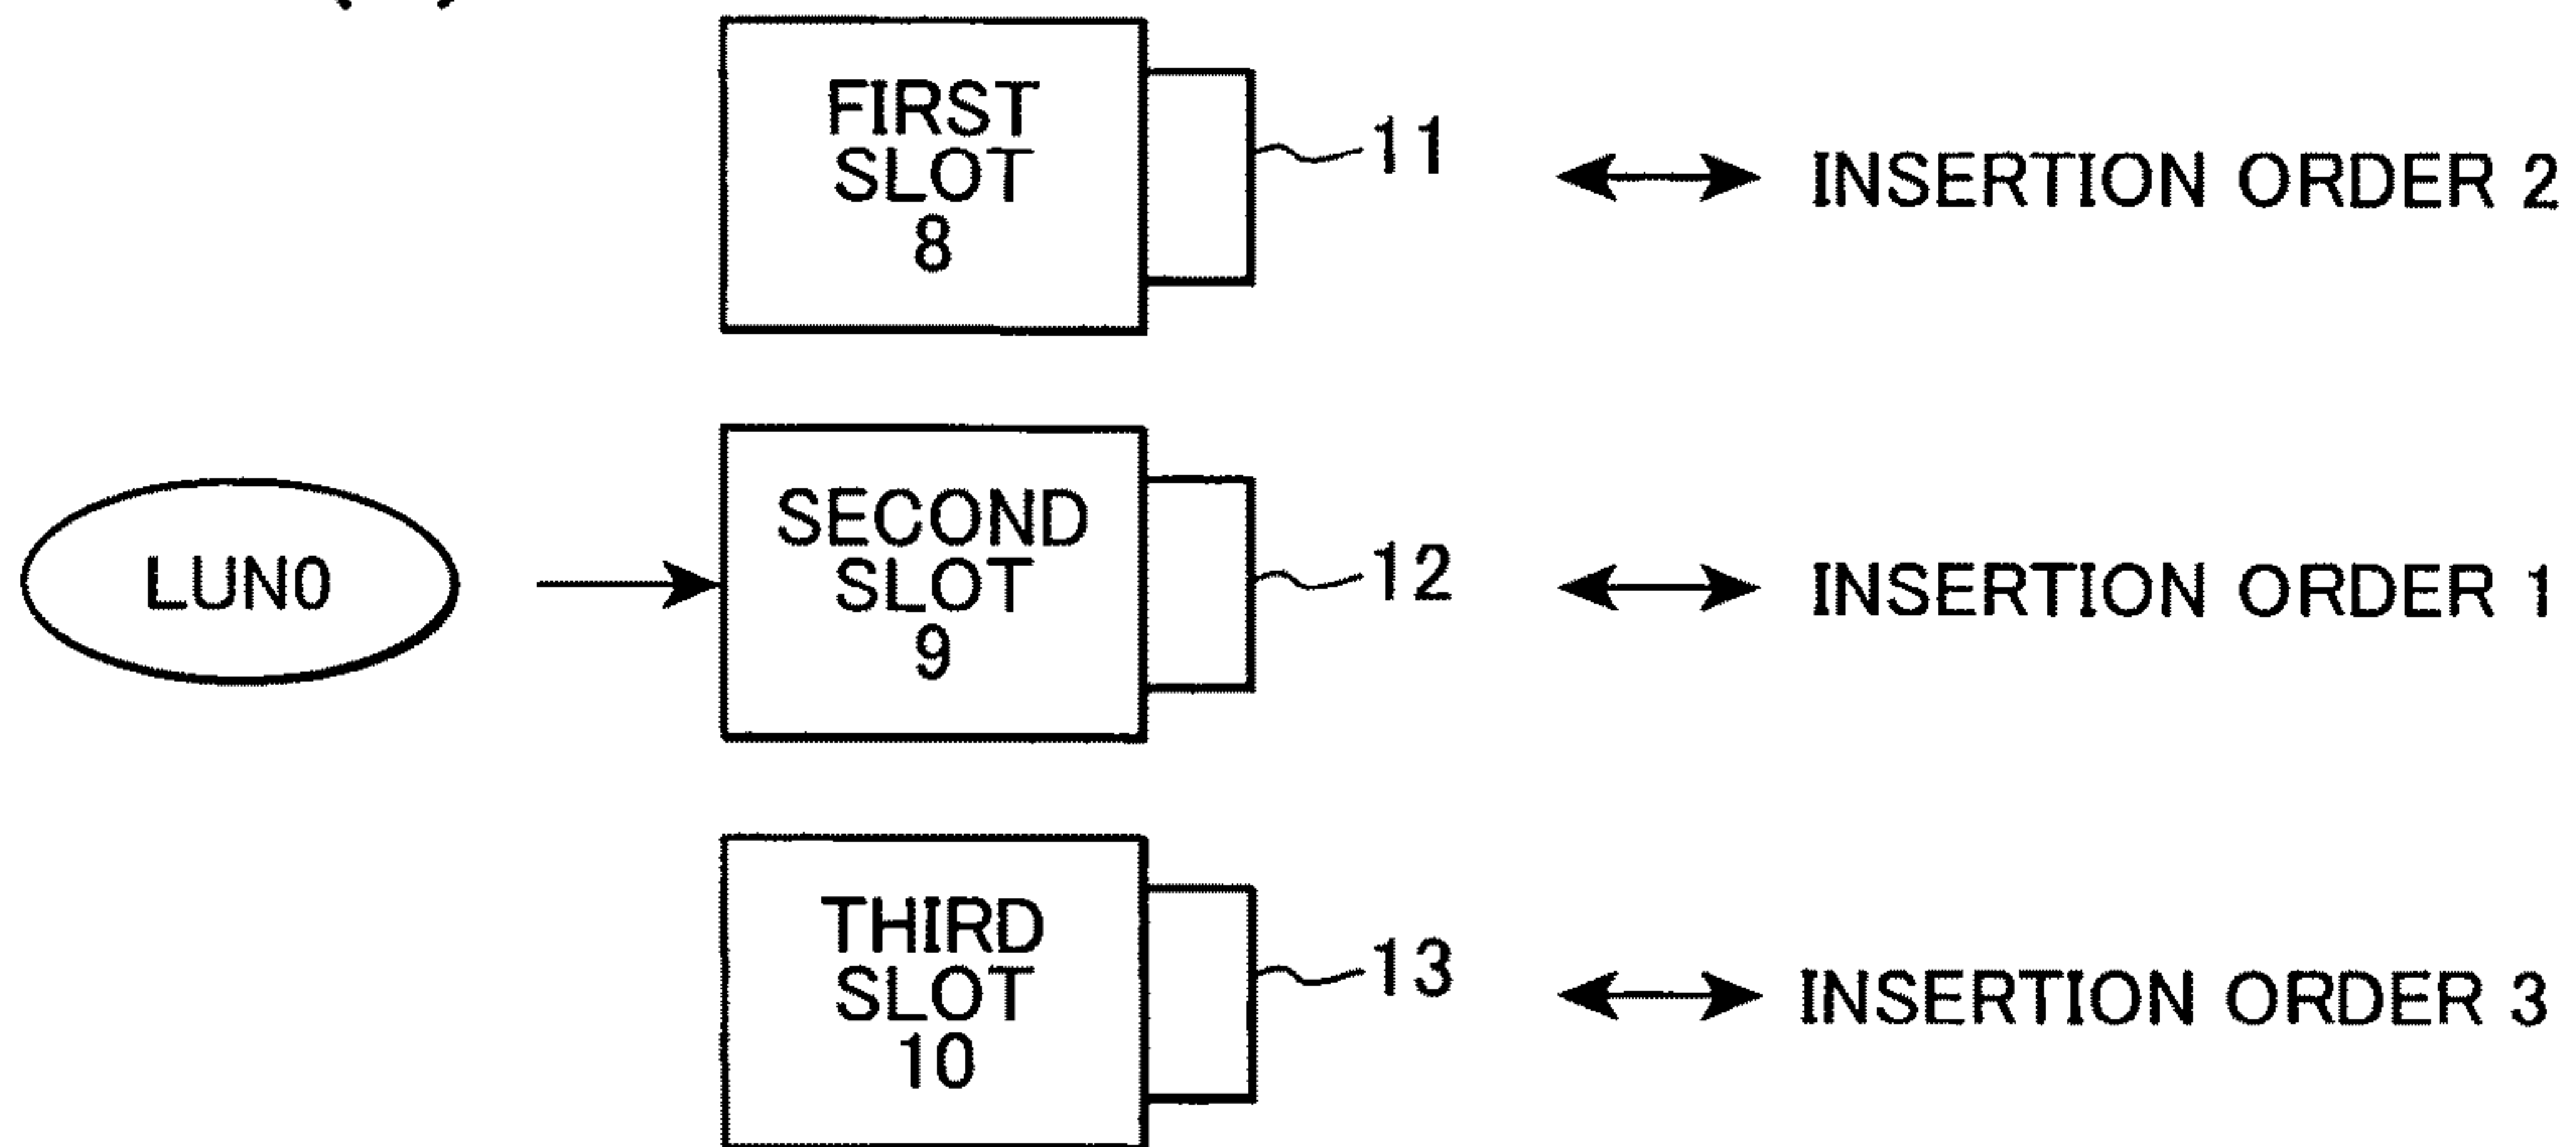 FIRST
SLOT
8
11
INSERTION ORDER 2
LUN0
SECOND
SLOT
9
12
INSERTION ORDER 1
THIRD
SLOT
10
13
INSERTION ORDER 3